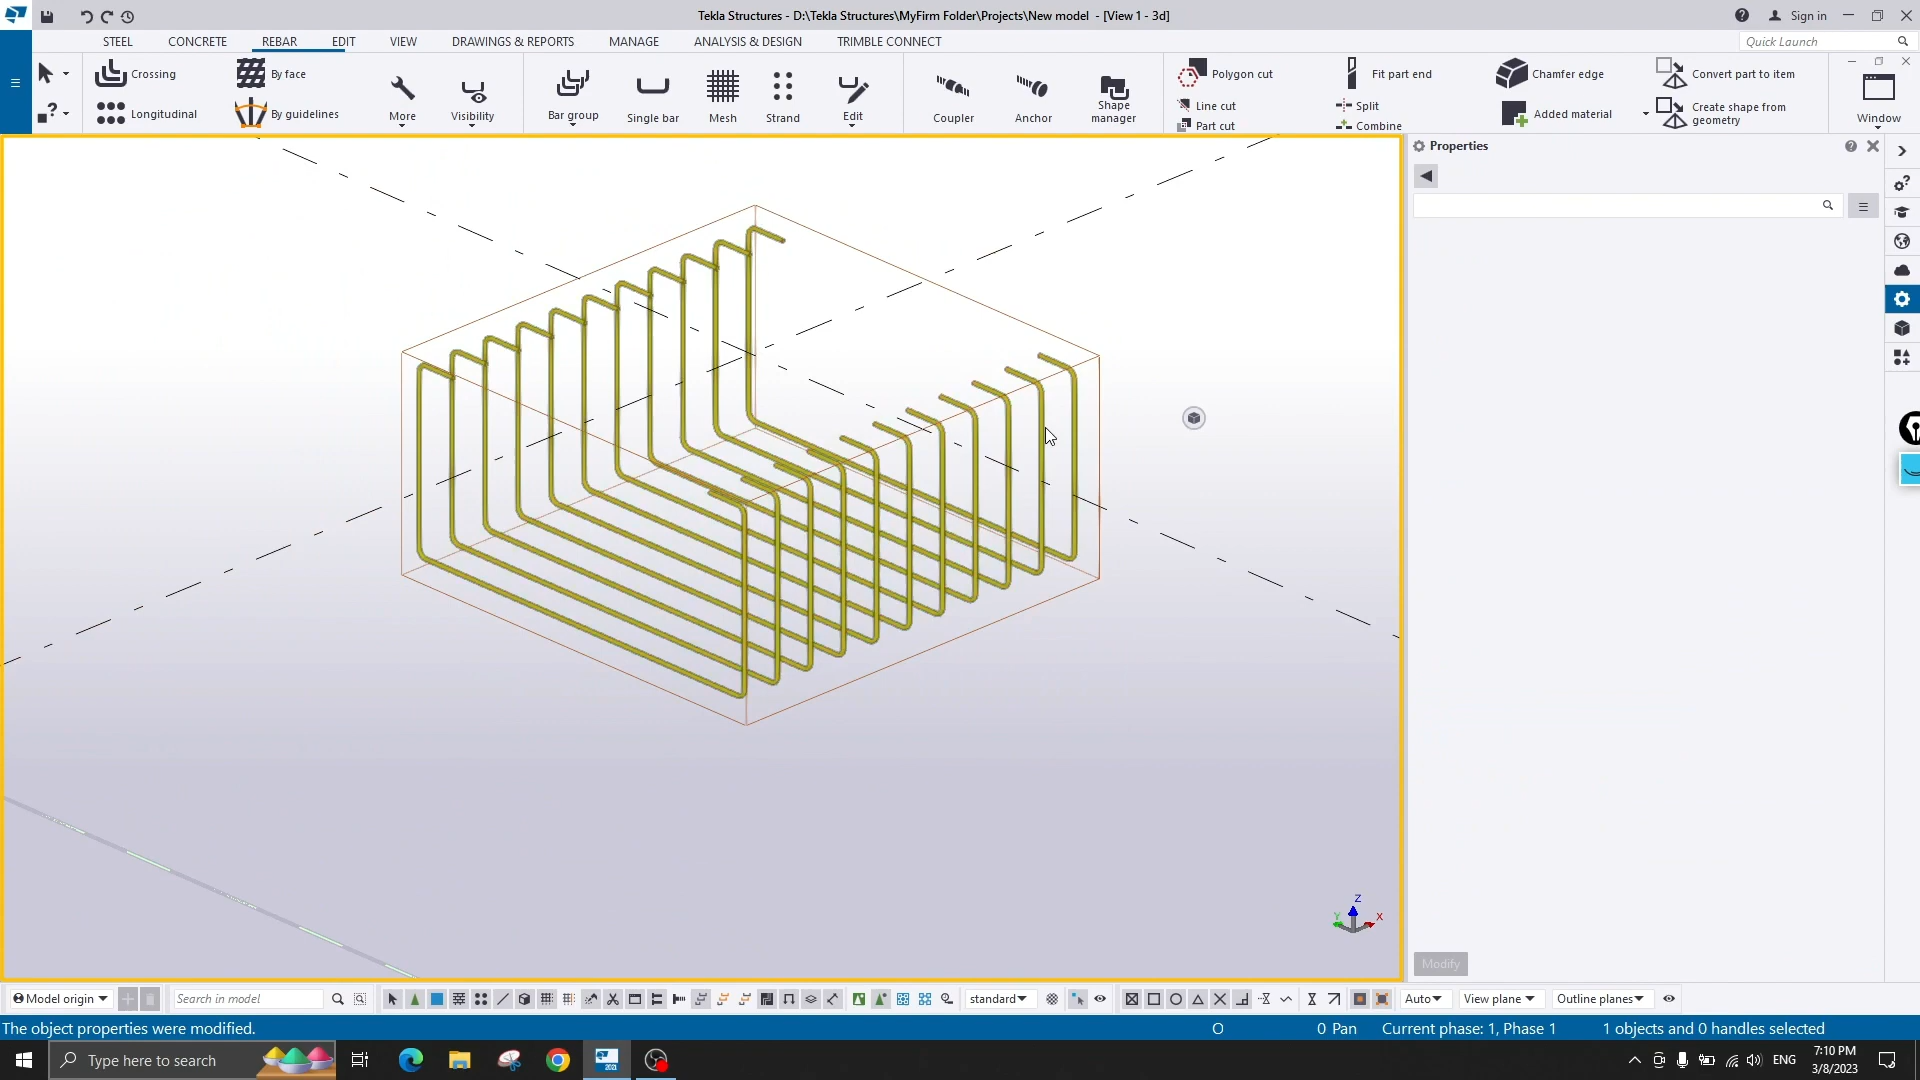 Tekla Structures - D:\Tekla Structures\MyFirm Folder\Projects\New model - [View 1 - 3d]
Sign in
STEEL CONCRETE REBAR EDIT VIEW DRAWINGS & REPORTS MANAGE ANALYSIS & DESIGN TRIMBLE CONNECT
Quick Launch
Crossing
Longitudinal
By face
By guidelines
More
Visibility
Bar group
Single bar
Mesh
Strand
Edit
Coupler
Anchor
Shape
manager
Polygon cut
Line cut
Part cut
Fit part end
Split
Combine
Chamfer edge
Added material
Convert part to item
Create shape from
geometry
Window
Properties
Z
Y
X
Modify
Model origin
Search in model
standard
Auto
View plane
Outline planes
The object properties were modified.
O
0 Pan
Current phase: 1, Phase 1
1 objects and 0 handles selected
Type here to search
2021
ENG
7:10 PM
3/8/2023